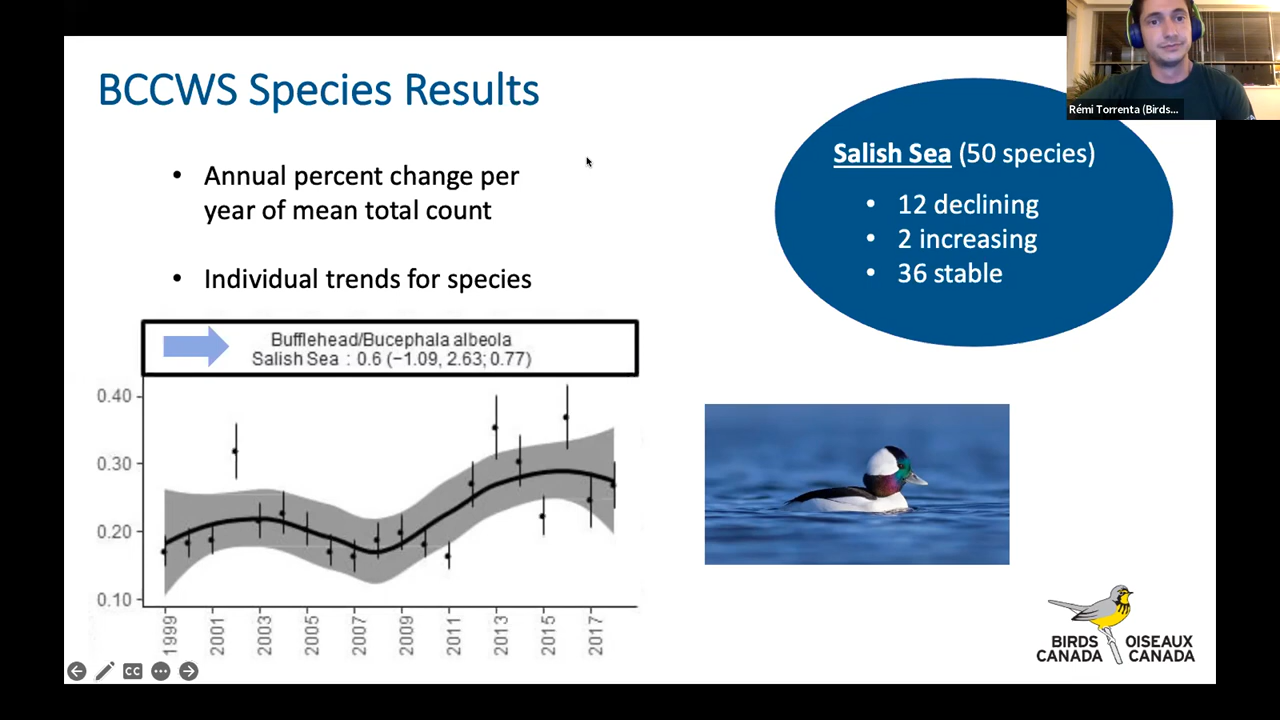 BCCWS Species Results
Rémi Torrenta (Birds...
Salish Sea (50 species)
• 12 declining
• 2 increasing
• 36 stable
• Annual percent change per
year of mean total count
• Individual trends for species
Bufflehead/Bucephala albeola
Salish Sea : 0.6 (−1.09, 2.63; 0.77)
0.40
0.30
0.20
0.10
1999
2001
2003
2005
2007
2009
2011
2013
2015
2017
CC
BIRDS OISEAUX
CANADA CANADA